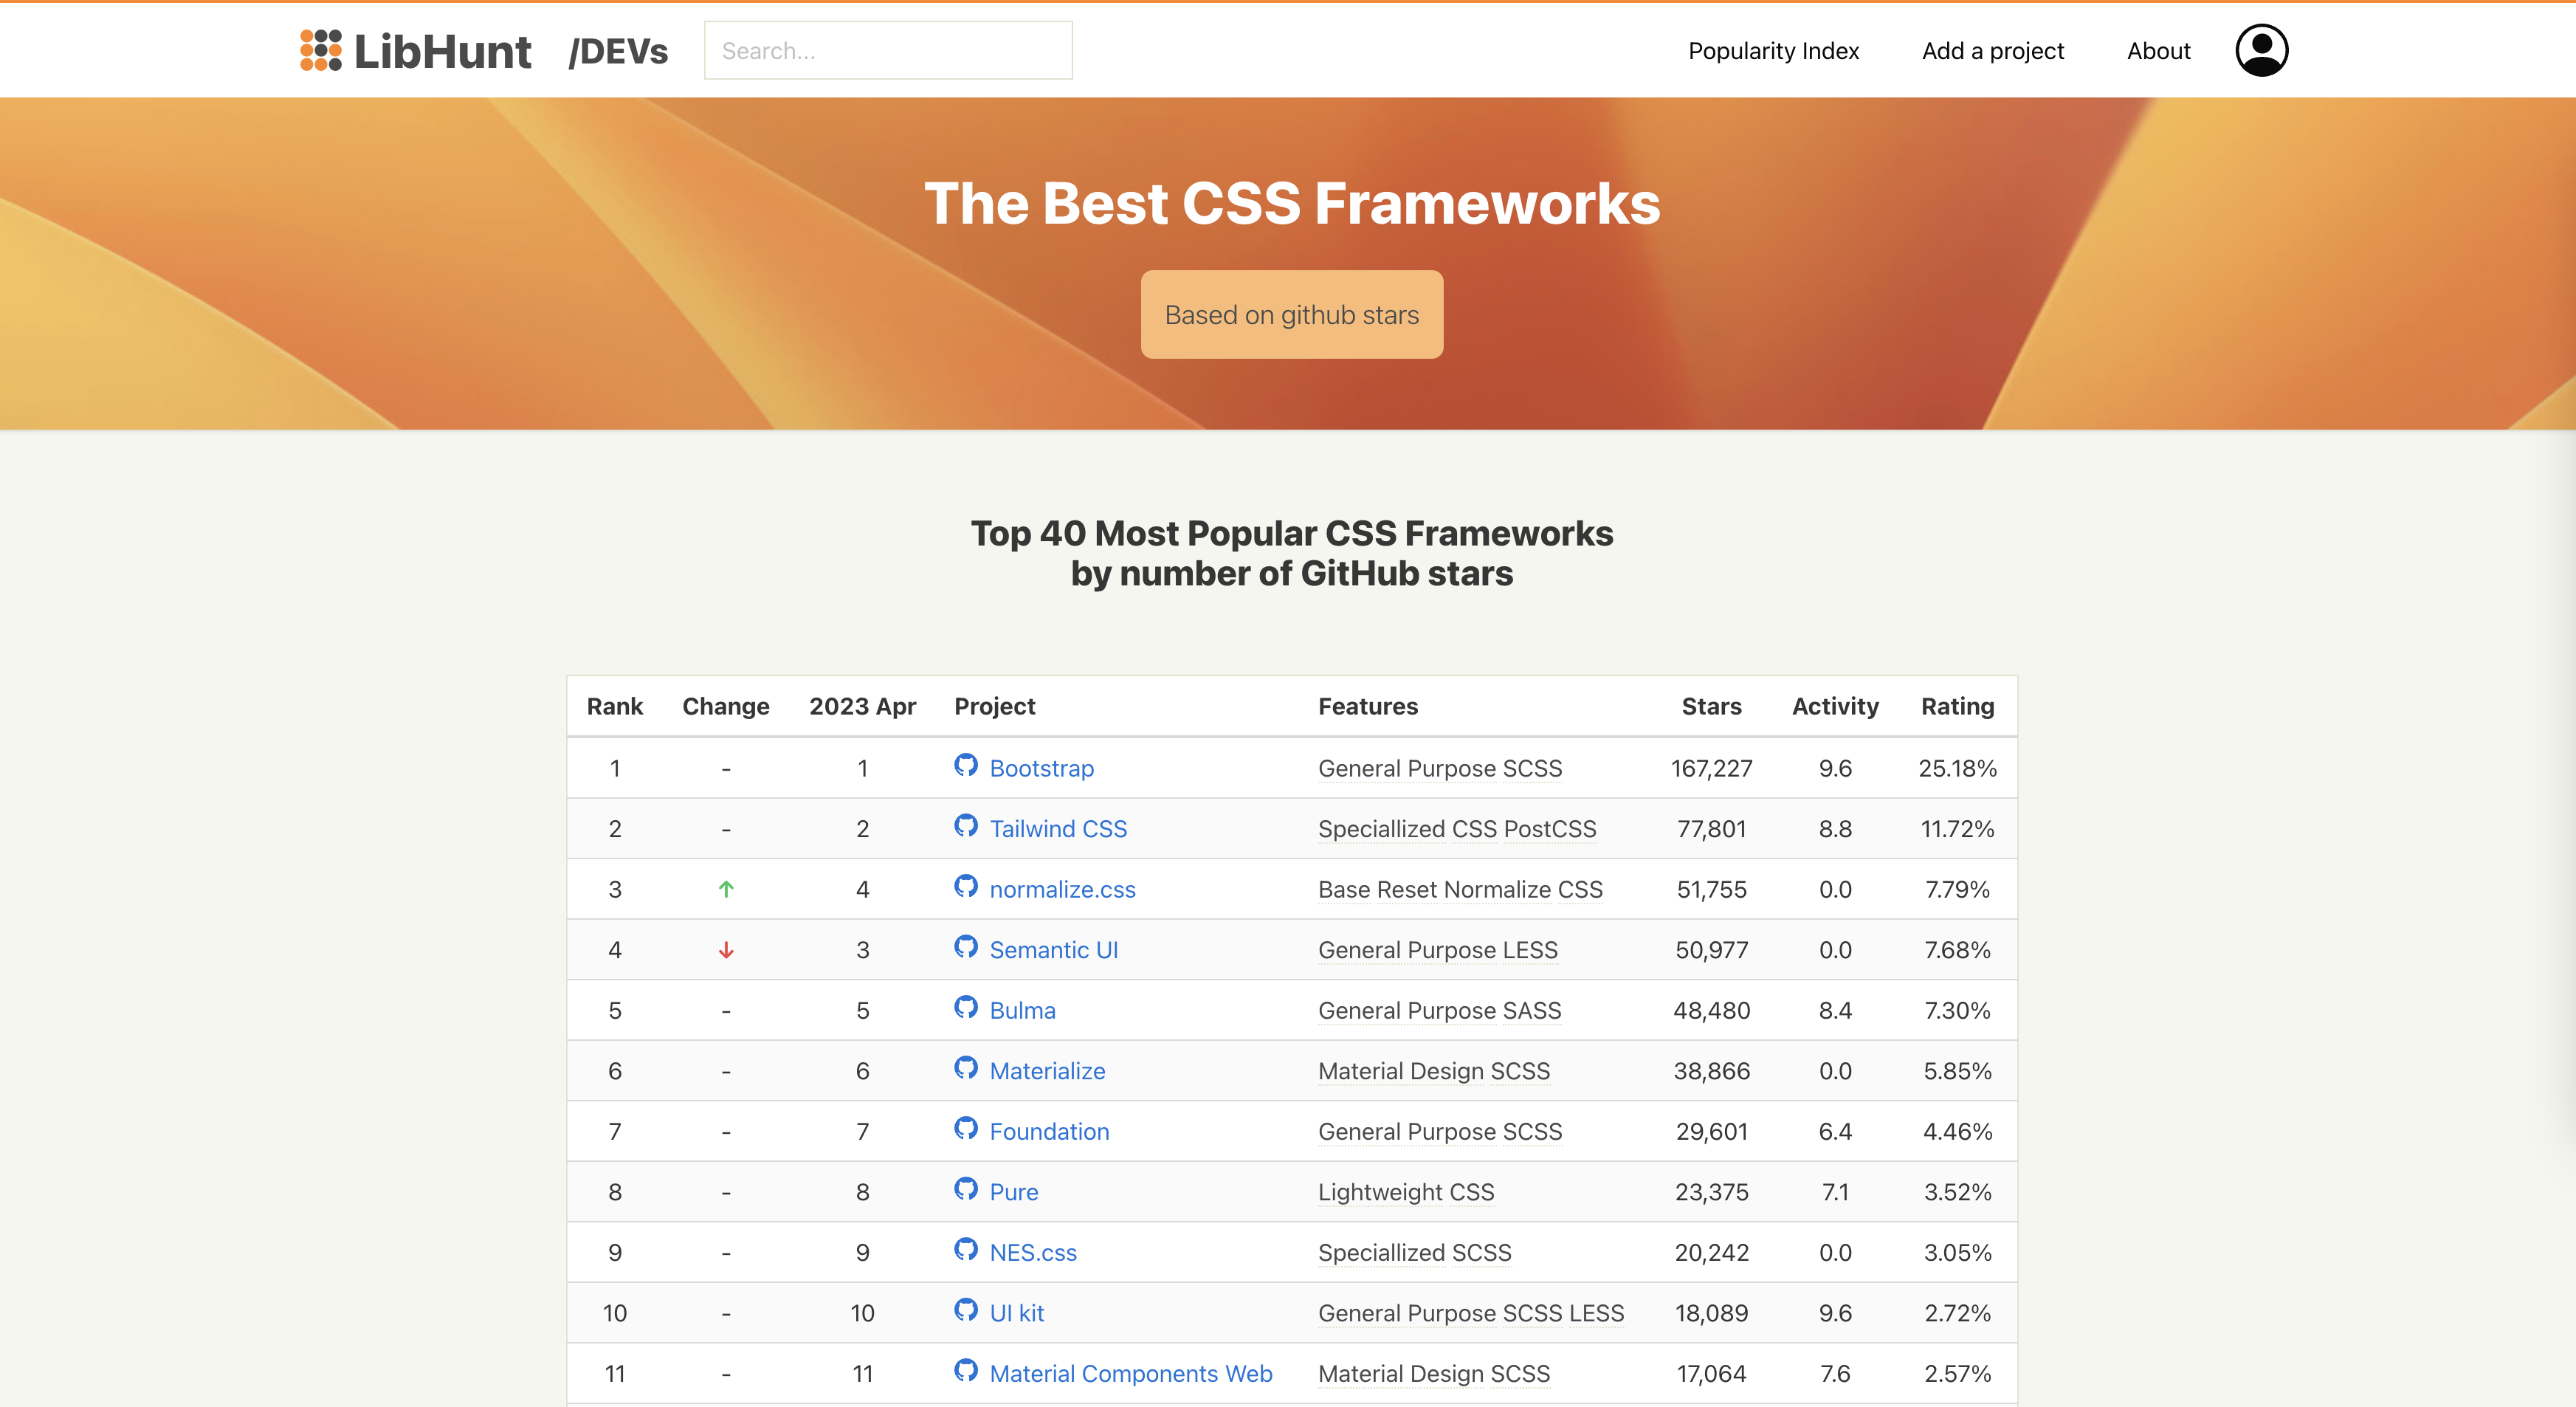 LibHunt /DEVs Search... Popularity Index Add a project About
The Best CSS Frameworks
Based on github stars
Top 40 Most Popular CSS Frameworks
by number of GitHub stars
Rank Change 2023 Apr Project Features Stars Activity Rating
1 - 1 Bootstrap General Purpose SCSS 167,227 9.6 25.18%
2 - 2 Tailwind CSS Speciallized CSS PostCSS 77,801 8.8 11.72%
3 ↑ 4 normalize.css Base Reset Normalize CSS 51,755 0.0 7.79%
4 ↓ 3 Semantic UI General Purpose LESS 50,977 0.0 7.68%
5 - 5 Bulma General Purpose SASS 48,480 8.4 7.30%
6 - 6 Materialize Material Design SCSS 38,866 0.0 5.85%
7 - 7 Foundation General Purpose SCSS 29,601 6.4 4.46%
8 - 8 Pure Lightweight CSS 23,375 7.1 3.52%
9 - 9 NES.css Speciallized SCSS 20,242 0.0 3.05%
10 - 10 UI kit General Purpose SCSS LESS 18,089 9.6 2.72%
11 - 11 Material Components Web Material Design SCSS 17,064 7.6 2.57%